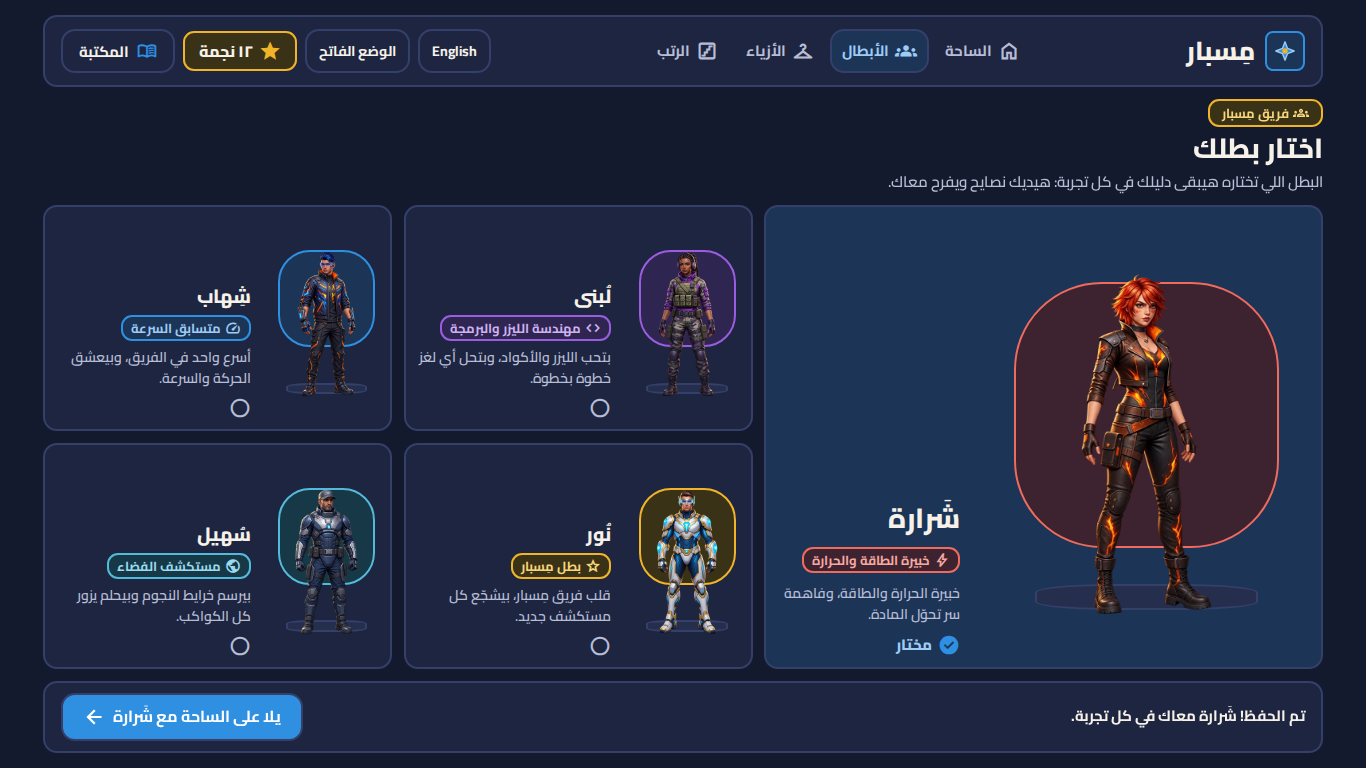 مِسبار
الساحة
الأبطال
الأزياء
الرتب
English
الوضع الفاتح
١٢ نجمة
المكتبة
فريق مِسبار
اختار بطلك
البطل اللي تختاره هيبقى دليلك في كل تجربة: هيديك نصايح ويفرح معاك.
شَرارة
خبيرة الطاقة والحرارة
خبيرة الحرارة والطاقة، وفاهمة
سر تحوّل المادة.
مختار
لُبنى
مهندسة الليزر والبرمجة
بتحب الليزر والأكواد، وبتحل أي لغز
خطوة بخطوة.
شِهاب
متسابق السرعة
أسرع واحد في الفريق، وبيعشق
الحركة والسرعة.
نُور
بطل مِسبار
قلب فريق مِسبار، بيشجّع كل
مستكشف جديد.
سُهيل
مستكشف الفضاء
بيرسم خرايط النجوم وبيحلم يزور
كل الكواكب.
تم الحفظ! شَرارة معاك في كل تجربة.
يلا على الساحة مع شَرارة